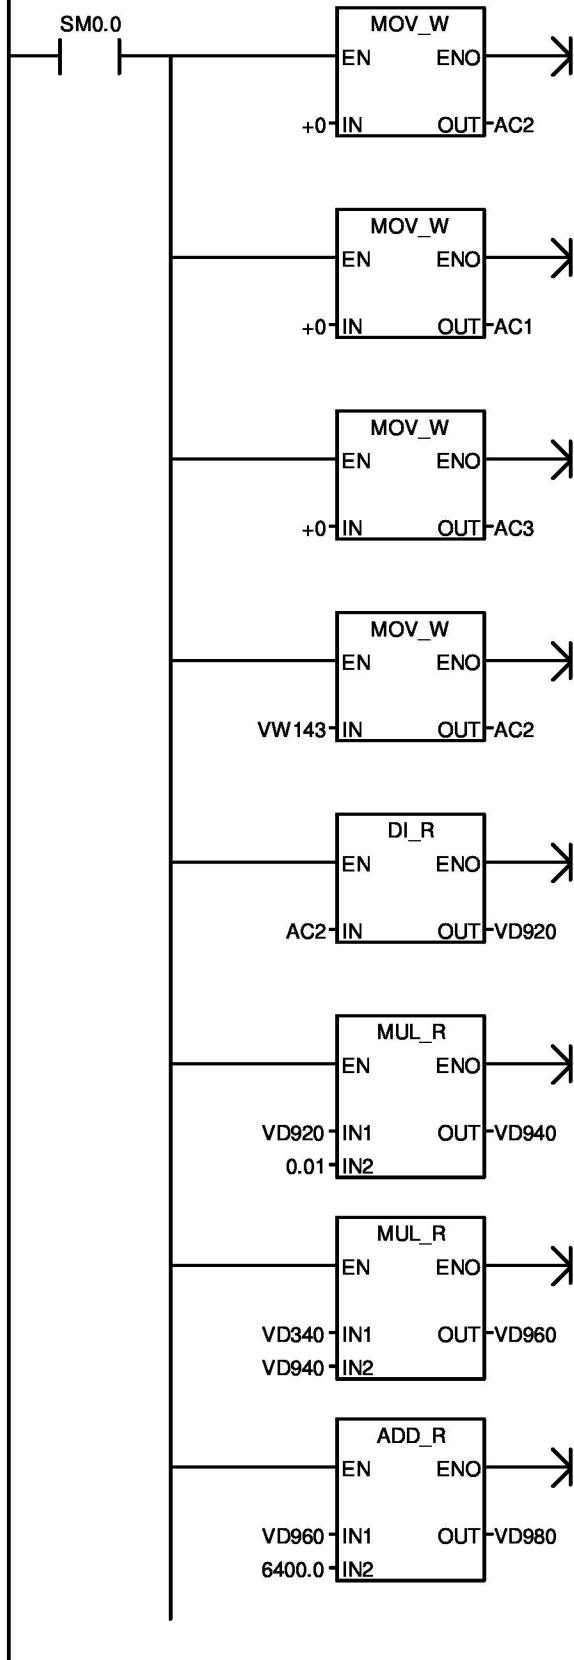 SM0.0
MOV_W
EN ENO
+0 IN OUT AC2
MOV_W
EN ENO
+0 IN OUT AC1
MOV_W
EN ENO
+0 IN OUT AC3
MOV_W
EN ENO
VW143 IN OUT AC2
DI_R
EN ENO
AC2 IN OUT VD920
MUL_R
EN ENO
VD920 IN1 OUT VD940
0.01 IN2
MUL_R
EN ENO
VD340 IN1 OUT VD960
VD940 IN2
ADD_R
EN ENO
VD960 IN1 OUT VD980
6400.0 IN2